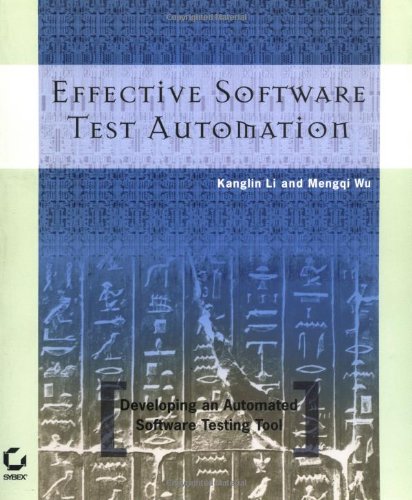 EFFECTIVE SOFTWARE
TEST AUTOMATION
Kanglin Li and Mengqi Wu
[Developing an Automated
Software Testing Tool]
SYBEX®